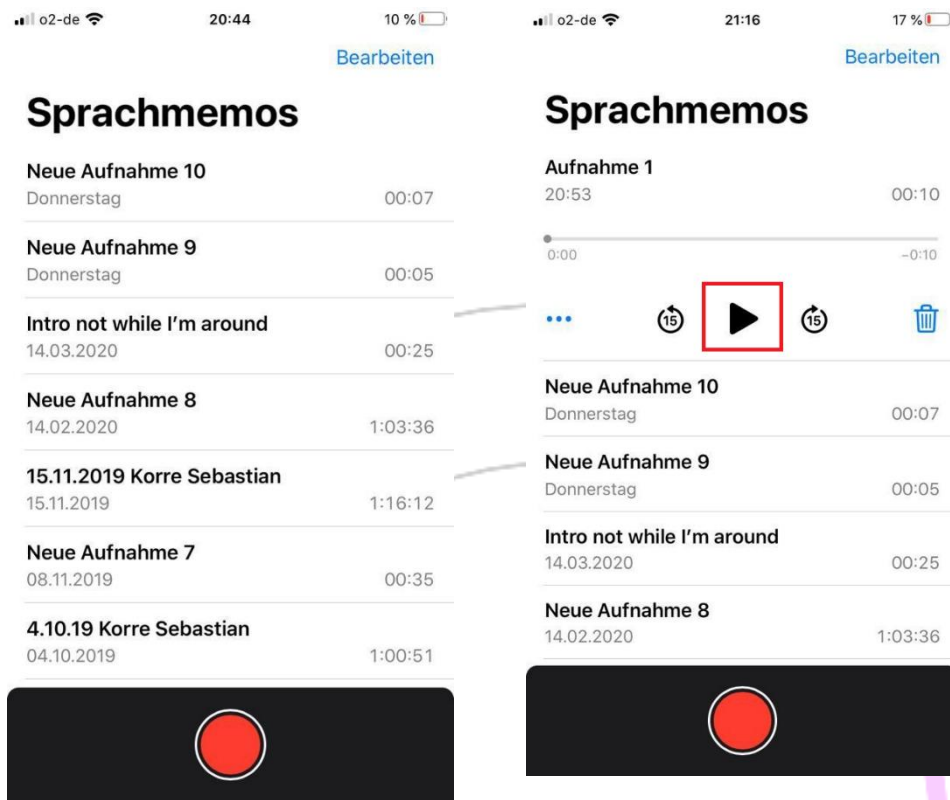 o2-de 20:44 10 %
Bearbeiten
Sprachmemos
Neue Aufnahme 10
Donnerstag 00:07
Neue Aufnahme 9
Donnerstag 00:05
Intro not while I'm around
14.03.2020 00:25
Neue Aufnahme 8
14.02.2020 1:03:36
15.11.2019 Korre Sebastian
15.11.2019 1:16:12
Neue Aufnahme 7
08.11.2019 00:35
4.10.19 Korre Sebastian
04.10.2019 1:00:51
o2-de 21:16 17 %
Bearbeiten
Sprachmemos
Aufnahme 1
20:53 00:10
0:00 −0:10
15 15
Neue Aufnahme 10
Donnerstag 00:07
Neue Aufnahme 9
Donnerstag 00:05
Intro not while I'm around
14.03.2020 00:25
Neue Aufnahme 8
14.02.2020 1:03:36